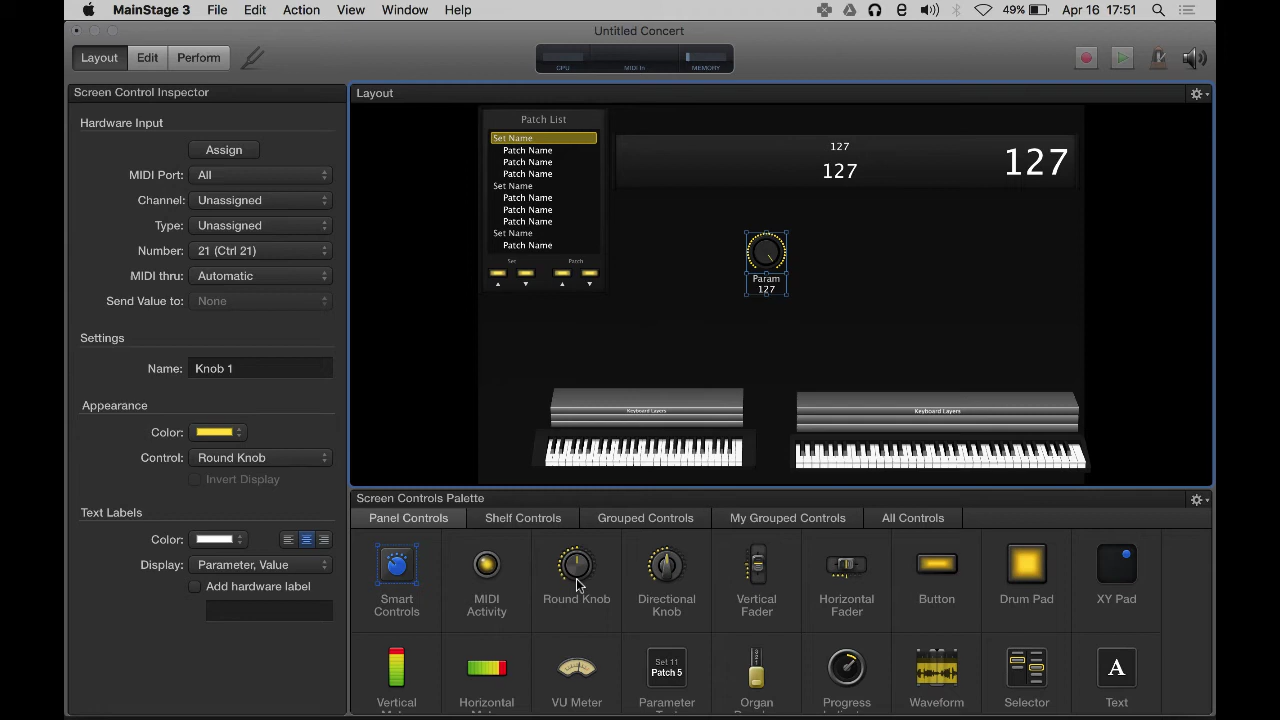 MainStage 3 File Edit Action View Window Help 49% Apr 16 17:51
Untitled Concert
Layout Edit Perform
CPU MIDI In MEMORY
Screen Control Inspector
Hardware Input
Assign
MIDI Port: All
Channel: Unassigned
Type: Unassigned
Number: 21 (Ctrl 21)
MIDI thru: Automatic
Send Value to: None
Settings
Name: Knob 1
Appearance
Color:
Control: Round Knob
Invert Display
Text Labels
Color:
Display: Parameter, Value
Add hardware label
Layout
Patch List
Set Name
Patch Name
Patch Name
Patch Name
Set Name
Patch Name
Patch Name
Patch Name
Set Name
Patch Name
Set Patch
127
127
127
Param
127
Keyboard Layers
Keyboard Layers
Screen Controls Palette
Panel Controls Shelf Controls Grouped Controls My Grouped Controls All Controls
Smart Controls
MIDI Activity
Round Knob
Directional Knob
Vertical Fader
Horizontal Fader
Button
Drum Pad
XY Pad
Vertical
Horizontal
VU Meter
Set 11
Patch 5
Parameter
Organ
Progress
Waveform
Selector
A
Text